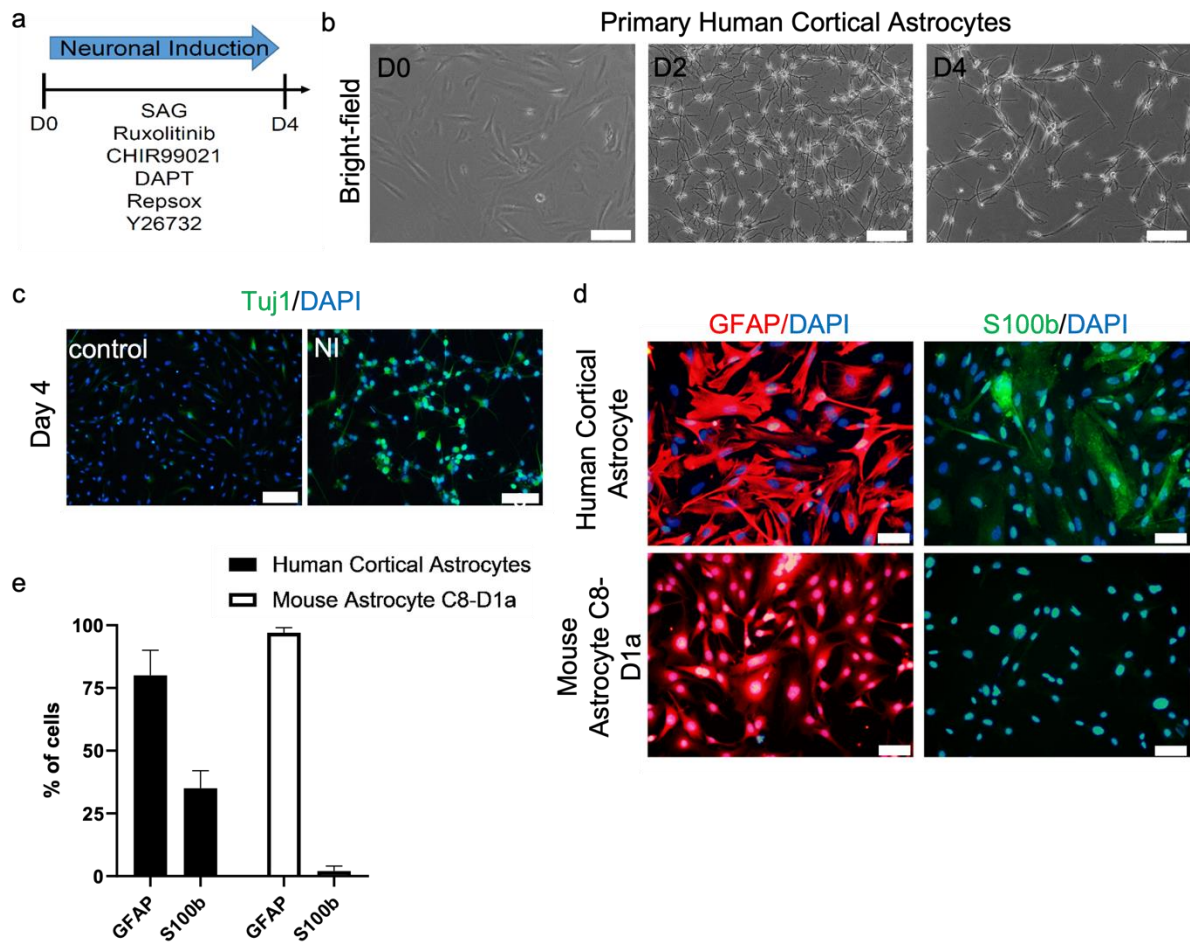 a
Neuronal Induction
D0
D4
SAG
Ruxolitinib
CHIR99021
DAPT
Repsox
Y26732
b
Primary Human Cortical Astrocytes
Bright-field
D0
D2
D4
c
Tuj1/DAPI
Day 4
control
NI
d
GFAP/DAPI
S100b/DAPI
Human Cortical
Astrocyte
Mouse
Astrocyte C8-
D1a
e
Human Cortical Astrocytes
Mouse Astrocyte C8-D1a
% of cells
100
75
50
25
0
GFAP
S100b
GFAP
S100b